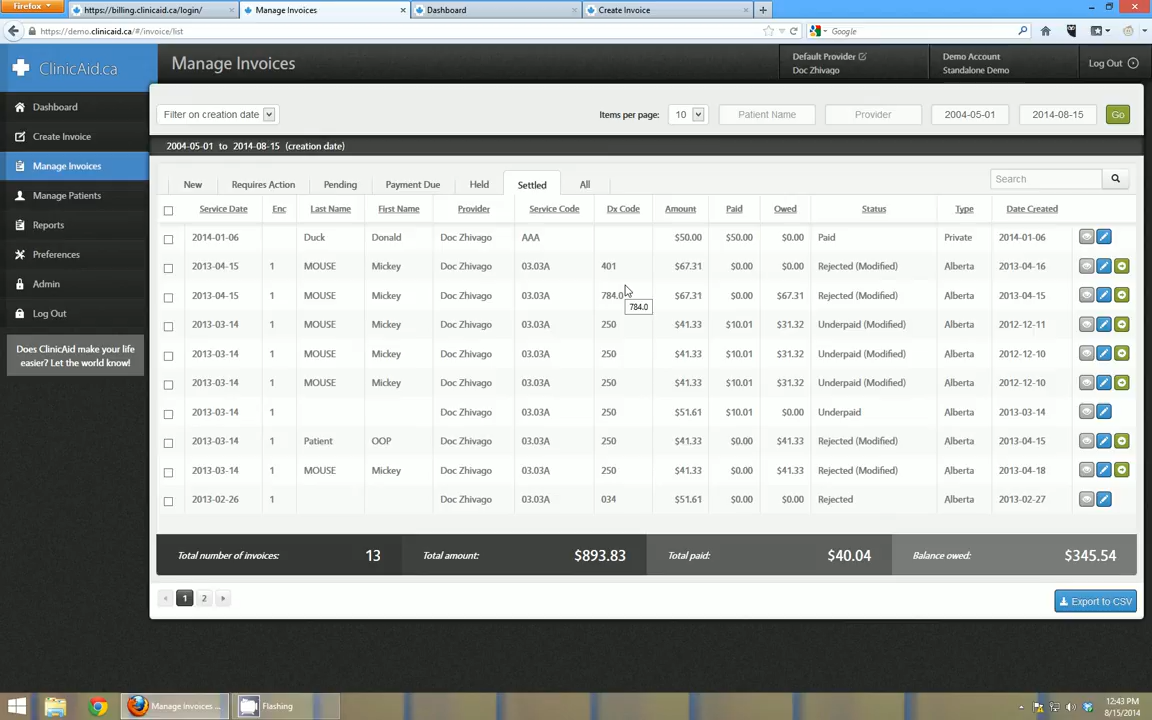 Firefox
https://billing.clinicaid.ca/login/ × Manage Invoices × Dashboard × Create Invoice × +
https://demo.clinicaid.ca/#/invoice/list
Google
ClinicAid.ca
Manage Invoices
Default Provider
Doc Zhivago
Demo Account
Standalone Demo
Log Out
Dashboard
Create Invoice
Manage Invoices
Manage Patients
Reports
Preferences
Admin
Log Out
Does ClinicAid make your life
easier? Let the world know!
Filter on creation date
Items per page: 10 Patient Name Provider 2004-05-01 2014-08-15 Go
2004-05-01 to 2014-08-15 (creation date)
New Requires Action Pending Payment Due Held Settled All
Search
Service Date Enc Last Name First Name Provider Service Code Dx Code Amount Paid Owed Status Type Date Created
2014-01-06 Duck Donald Doc Zhivago AAA $50.00 $50.00 $0.00 Paid Private 2014-01-06
2013-04-15 1 MOUSE Mickey Doc Zhivago 03.03A 401 $67.31 $0.00 $0.00 Rejected (Modified) Alberta 2013-04-16
2013-04-15 1 MOUSE Mickey Doc Zhivago 03.03A 784.0 $67.31 $0.00 $67.31 Rejected (Modified) Alberta 2013-04-15
784.0
2013-03-14 1 MOUSE Mickey Doc Zhivago 03.03A 250 $41.33 $10.01 $31.32 Underpaid (Modified) Alberta 2012-12-11
2013-03-14 1 MOUSE Mickey Doc Zhivago 03.03A 250 $41.33 $10.01 $31.32 Underpaid (Modified) Alberta 2012-12-10
2013-03-14 1 MOUSE Mickey Doc Zhivago 03.03A 250 $41.33 $10.01 $31.32 Underpaid (Modified) Alberta 2012-12-10
2013-03-14 1 Doc Zhivago 03.03A 250 $51.61 $10.01 $0.00 Underpaid Alberta 2013-03-14
2013-03-14 1 Patient OOP Doc Zhivago 03.03A 250 $41.33 $0.00 $41.33 Rejected (Modified) Alberta 2013-04-15
2013-03-14 1 MOUSE Mickey Doc Zhivago 03.03A 250 $41.33 $0.00 $41.33 Rejected (Modified) Alberta 2013-04-18
2013-02-26 1 Doc Zhivago 03.03A 034 $51.61 $0.00 $0.00 Rejected Alberta 2013-02-27
Total number of invoices: 13 Total amount: $893.83 Total paid: $40.04 Balance owed: $345.54
1 2
Export to CSV
Manage Invoices ...
Flashing
12:43 PM
8/15/2014